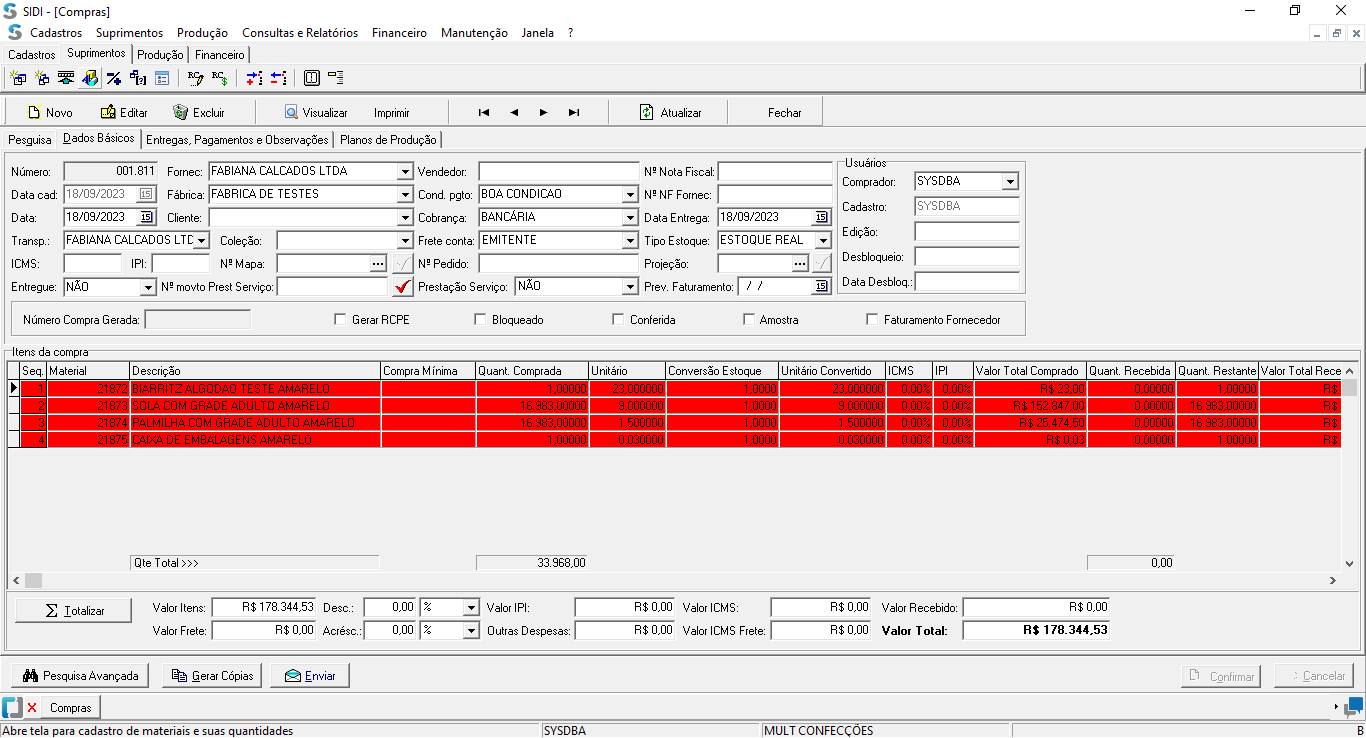 SIDI - [Compras]
Cadastros Suprimentos Produção Consultas e Relatórios Financeiro Manutenção Janela ?
Cadastros Suprimentos Produção Financeiro
Novo Editar Excluir Visualizar Imprimir Atualizar Fechar
Pesquisa Dados Básicos Entregas, Pagamentos e Observações Planos de Produção
Número: 001.811 Fornec: FABIANA CALCADOS LTDA Vendedor: Nº Nota Fiscal: Usuários
Comprador: SYSDBA
Data cad: 18/09/2023 15 Fábrica: FABRICA DE TESTES Cond. pgto: BOA CONDICAO Nº NF Fornec:
Cadastro: SYSDBA
Data: 18/09/2023 15 Cliente: Cobrança: BANCÁRIA Data Entrega: 18/09/2023 15
Edição:
Transp.: FABIANA CALCADOS LTC Coleção: Frete conta: EMITENTE Tipo Estoque: ESTOQUE REAL
Desbloqueio:
ICMS: IPI: Nº Mapa: ... Nº Pedido: Projeção: ...
Data Desbloq.:
Entregue: NÃO Nº movto Prest Serviço: Prestação Serviço: NÃO Prev. Faturamento: / / 15
Número Compra Gerada: Gerar RCPE Bloqueado Conferida Amostra Faturamento Fornecedor
Itens da compra
Seq. Material Descrição Compra Mínima Quant. Comprada Unitário Conversão Estoque Unitário Convertido ICMS IPI Valor Total Comprado Quant. Recebida Quant. Restante Valor Total Rece
1 21872 BIARRITZ ALGODAO TESTE AMARELO 1,00000 23,000000 1,0000 23,000000 0,00% 0,00% R$ 23,00 0,00000 1,00000 R$
2 21873 SOLA COM GRADE ADULTO AMARELO 16.983,00000 9,000000 1,0000 9,000000 0,00% 0,00% R$ 152.847,00 0,00000 16.983,00000 R$
3 21874 PALMILHA COM GRADE ADULTO AMARELO 16.983,00000 1,500000 1,0000 1,500000 0,00% 0,00% R$ 25.474,50 0,00000 16.983,00000 R$
4 21875 CAIXA DE EMBALAGENS AMARELO 1,00000 0,030000 1,0000 0,030000 0,00% 0,00% R$ 0,03 0,00000 1,00000 R$
Qte Total >>> 33.968,00 0,00
Totalizar Valor Itens: R$ 178.344,53 Desc.: 0,00 % Valor IPI: R$ 0,00 Valor ICMS: R$ 0,00 Valor Recebido: R$ 0,00
Valor Frete: R$ 0,00 Acrésc.: 0,00 % Outras Despesas: R$ 0,00 Valor ICMS Frete: R$ 0,00 Valor Total: R$ 178.344,53
Pesquisa Avançada Gerar Cópias Enviar Confirmar Cancelar
Compras
Abre tela para cadastro de materiais e suas quantidades SYSDBA MULT CONFECÇÕES B